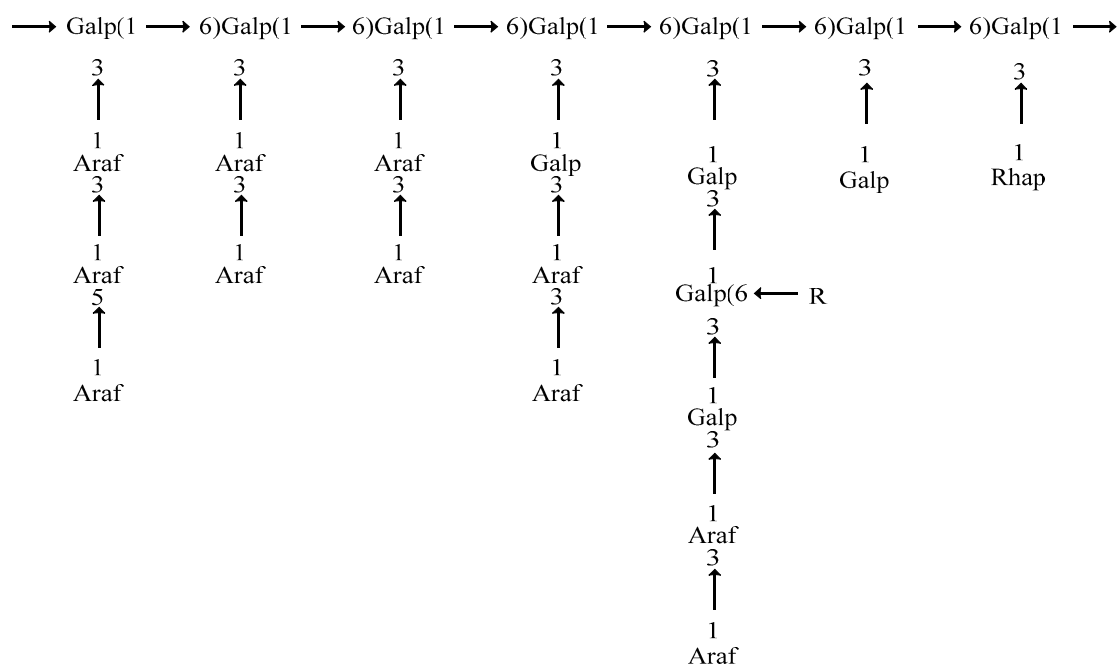 → Galp(1 → 6)Galp(1 → 6)Galp(1 → 6)Galp(1 → 6)Galp(1 → 6)Galp(1 → 6)Galp(1 →
3 3 3 3 3 3 3
↑ ↑ ↑ ↑ ↑ ↑ ↑
1 1 1 1 1 1 1
Araf Araf Araf Galp Galp Galp Rhap
3 3 3 3 3
↑ ↑ ↑ ↑ ↑
1 1 1 1 1
Araf Araf Araf Araf Galp(6 ← R
5 3 3
↑ ↑ ↑
1 1 1
Araf Araf Galp
3
↑
1
Araf
3
↑
1
Araf